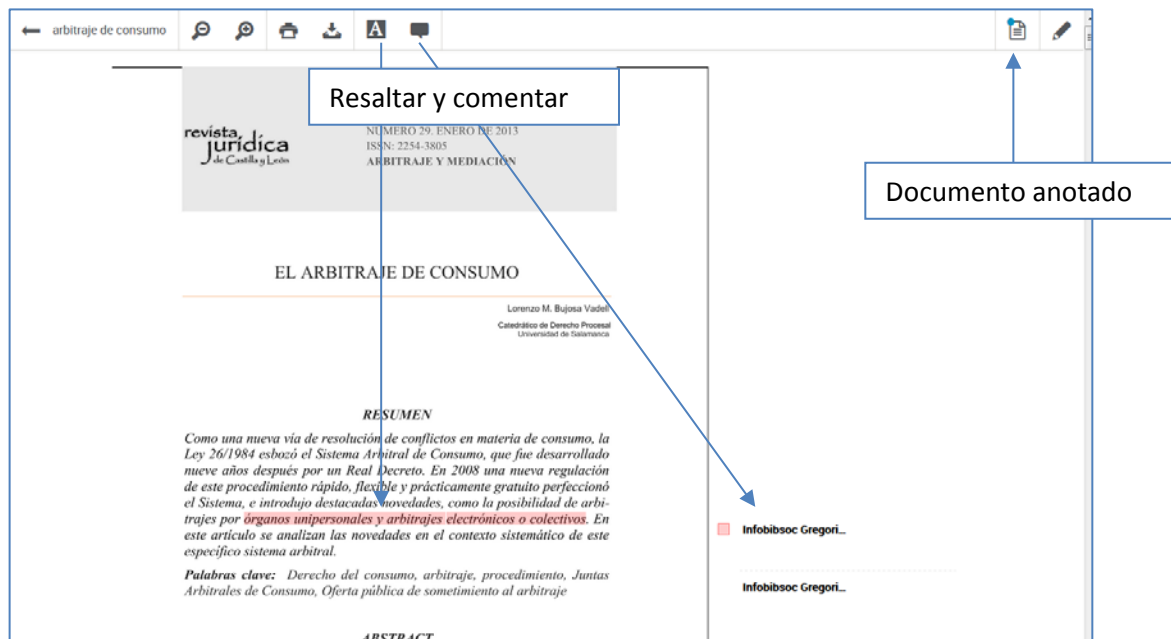 arbitraje de consumo
A
Resaltar y comentar
Documento anotado
revista
jurídica
de Castilla y León
NÚMERO 29. ENERO DE 2013
ISSN: 2254-3805
ARBITRAJE Y MEDIACIÓN
EL ARBITRAJE DE CONSUMO
Lorenzo M. Bujosa Vadell
Catedrático de Derecho Procesal
Universidad de Salamanca
RESUMEN
Como una nueva vía de resolución de conflictos en materia de consumo, la
Ley 26/1984 esbozó el Sistema Arbitral de Consumo, que fue desarrollado
nueve años después por un Real Decreto. En 2008 una nueva regulación
de este procedimiento rápido, flexible y prácticamente gratuito perfeccionó
el Sistema, e introdujo destacadas novedades, como la posibilidad de arbi-
trajes por órganos unipersonales y arbitrajes electrónicos o colectivos. En
este artículo se analizan las novedades en el contexto sistemático de este
específico sistema arbitral.
Infobibsoc Gregori...
Palabras clave: Derecho del consumo, arbitraje, procedimiento, Juntas
Arbitrales de Consumo, Oferta pública de sometimiento al arbitraje
Infobibsoc Gregori...
ABSTRACT